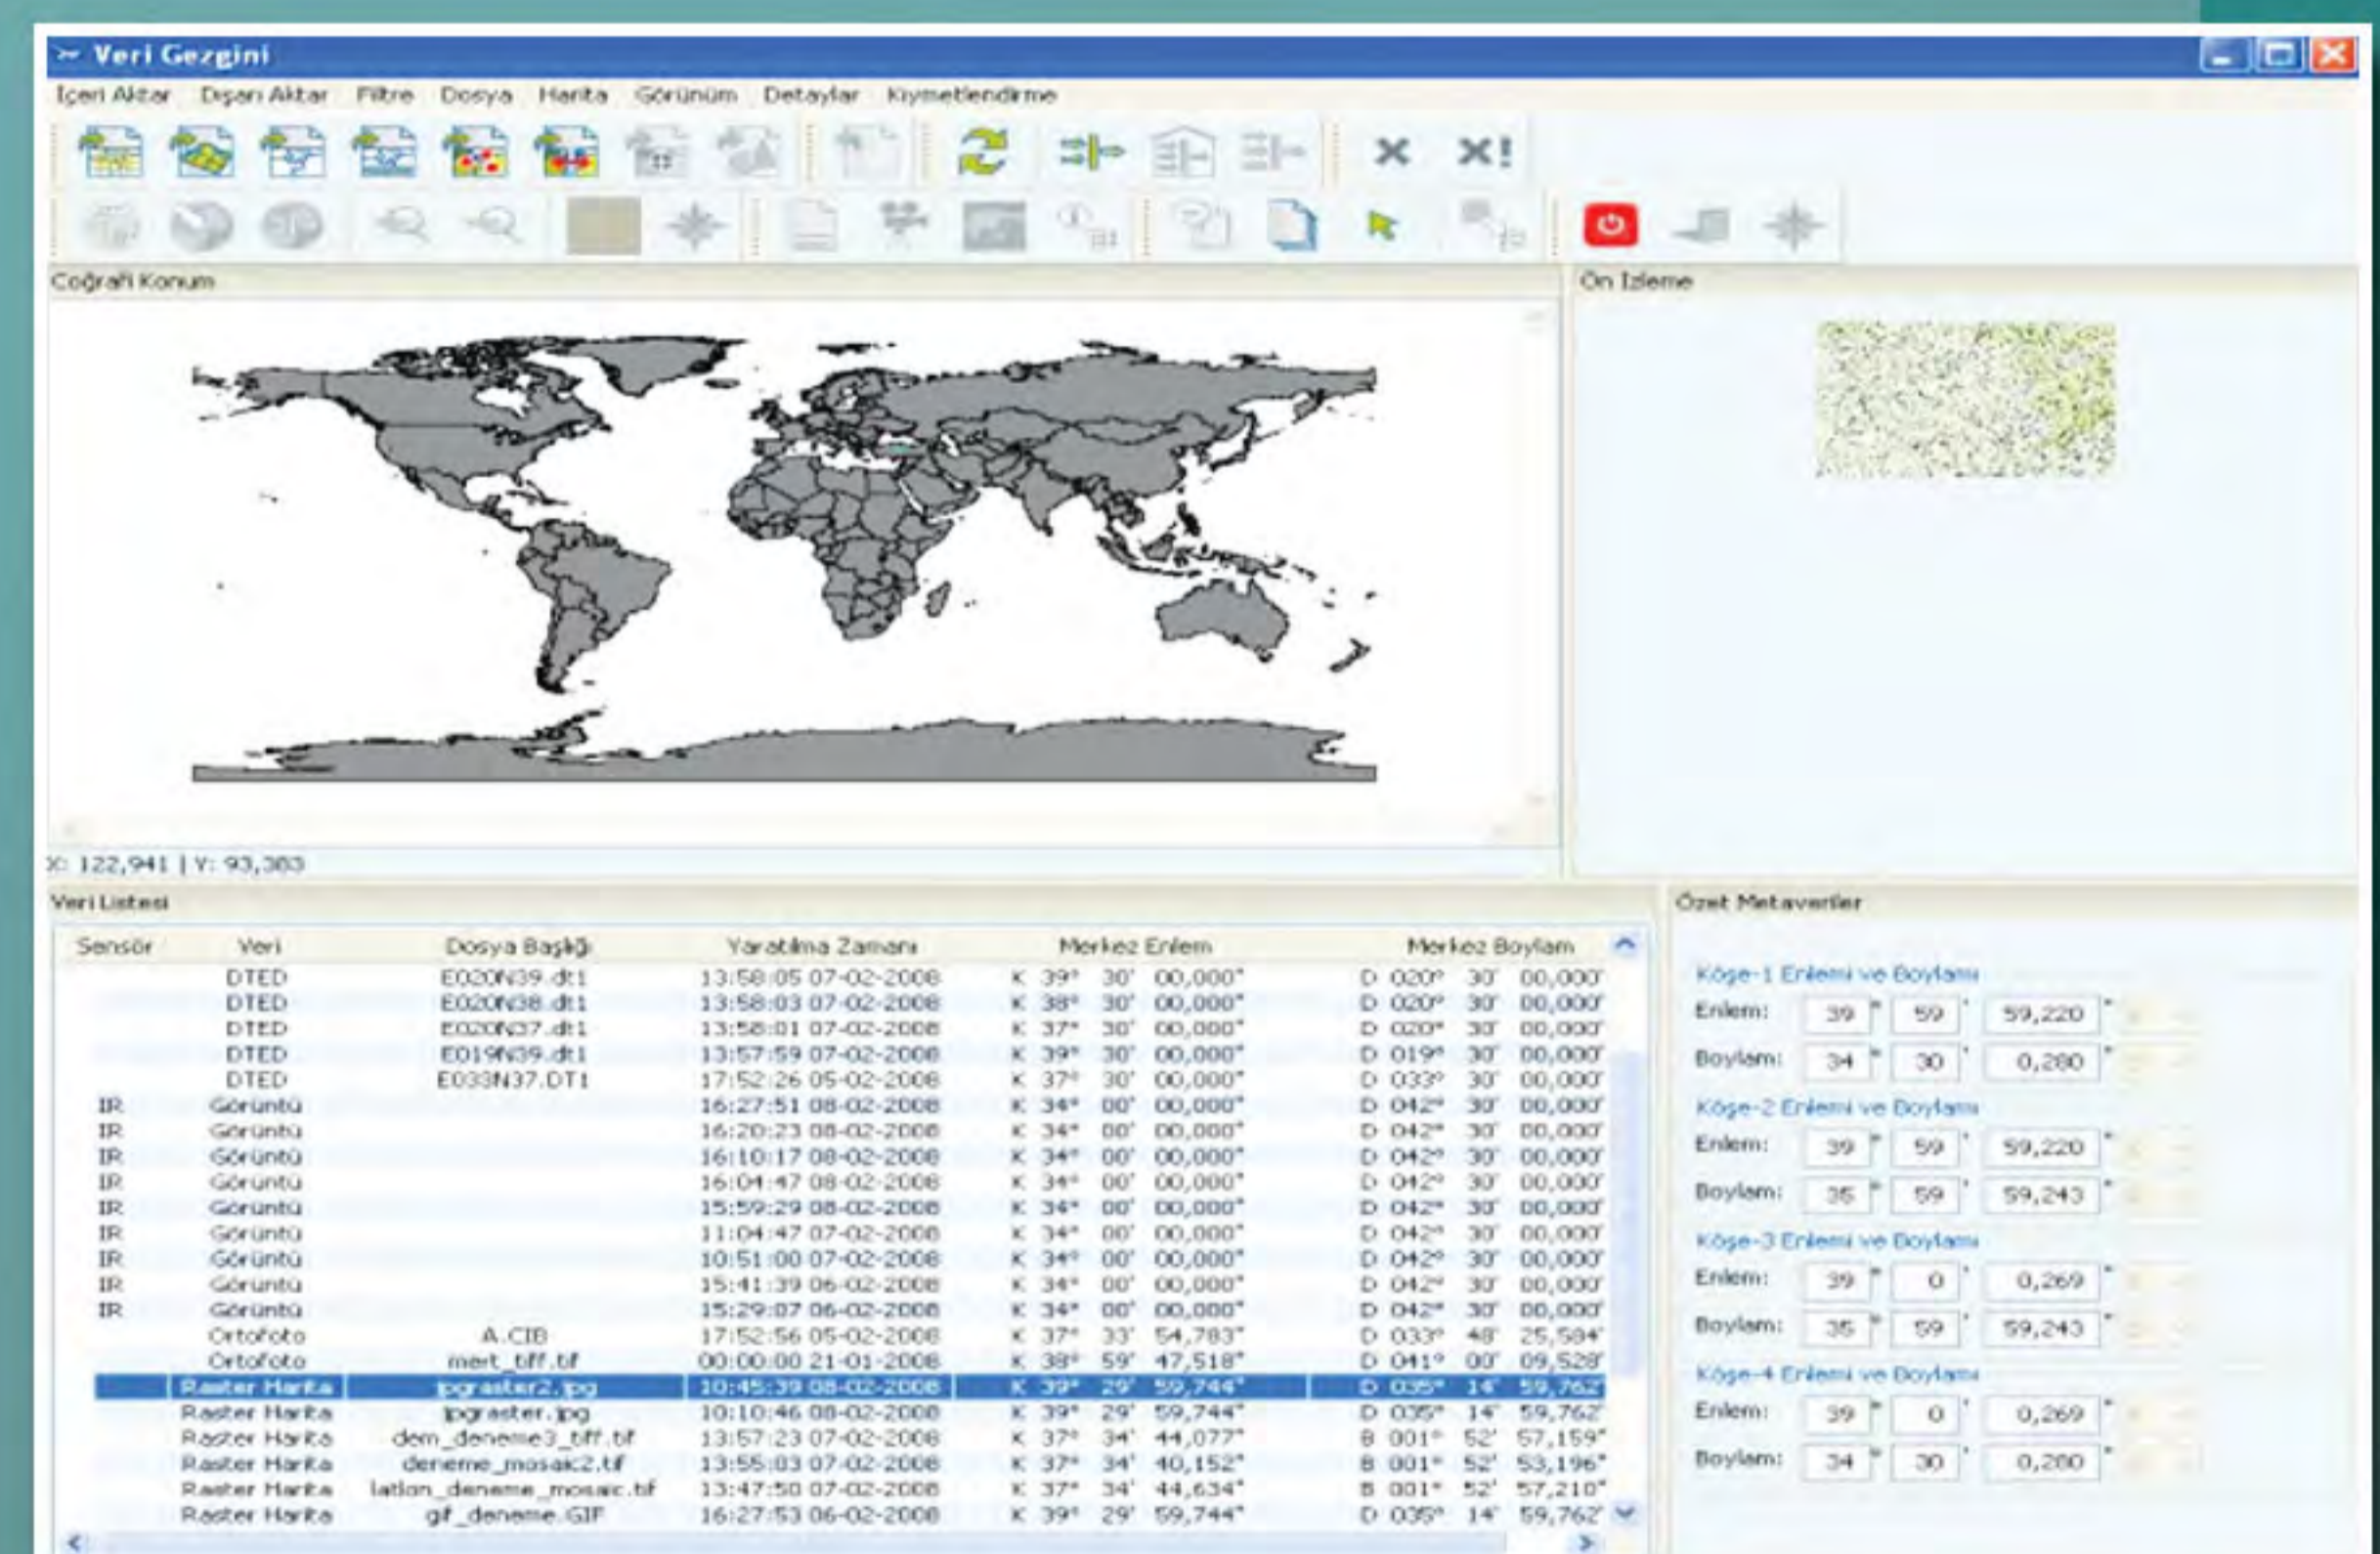 Veri Gezgini
İçeri Aktar Dışarı Aktar Filtre Dosya Harita Görünüm Detaylar Kıymetlendirme
Coğrafi Konum
Ön İzleme
X: 122,941 | Y: 93,383
Veri Listesi
Sensör Veri Dosya Başlığı Yaratılma Zamanı Merkez Enlem Merkez Boylam
DTED E020N39.dt1 13:58:05 07-02-2008 K 39° 30' 00,000" D 020° 30' 00,000"
DTED E020N38.dt1 13:58:03 07-02-2008 K 38° 30' 00,000" D 020° 30' 00,000"
DTED E020N37.dt1 13:58:01 07-02-2008 K 37° 30' 00,000" D 020° 30' 00,000"
DTED E019N39.dt1 13:57:59 07-02-2008 K 39° 30' 00,000" D 019° 30' 00,000"
DTED E033N37.DT1 17:52:26 05-02-2008 K 37° 30' 00,000" D 033° 30' 00,000"
IR Görüntü 16:27:51 08-02-2008 K 34° 00' 00,000" D 042° 30' 00,000"
IR Görüntü 16:20:23 08-02-2008 K 34° 00' 00,000" D 042° 30' 00,000"
IR Görüntü 16:10:17 08-02-2008 K 34° 00' 00,000" D 042° 30' 00,000"
IR Görüntü 16:04:47 08-02-2008 K 34° 00' 00,000" D 042° 30' 00,000"
IR Görüntü 15:59:29 08-02-2008 K 34° 00' 00,000" D 042° 30' 00,000"
IR Görüntü 11:04:47 07-02-2008 K 34° 00' 00,000" D 042° 30' 00,000"
IR Görüntü 10:51:00 07-02-2008 K 34° 00' 00,000" D 042° 30' 00,000"
IR Görüntü 15:41:39 06-02-2008 K 34° 00' 00,000" D 042° 30' 00,000"
IR Görüntü 15:29:07 06-02-2008 K 34° 00' 00,000" D 042° 30' 00,000"
Ortofoto A.CIB 17:52:56 05-02-2008 K 37° 33' 54,783" D 033° 48' 25,584"
Ortofoto mert_tiff.tif 00:00:00 21-01-2008 K 38° 59' 47,518" D 041° 00' 09,528"
Raster Harita jpgraster2.jpg 10:45:39 08-02-2008 K 39° 29' 59,744" D 035° 14' 59,762
Raster Harita jpgraster.jpg 10:10:46 08-02-2008 K 39° 29' 59,744" D 035° 14' 59,762"
Raster Harita dem_deneme3_tiff.tif 13:57:23 07-02-2008 K 37° 34' 44,077" B 001° 52' 57,159"
Raster Harita deneme_mosaic2.tif 13:55:03 07-02-2008 K 37° 34' 40,152" B 001° 52' 53,196"
Raster Harita lation_deneme_mosaic.tif 13:47:50 07-02-2008 K 37° 34' 44,634" B 001° 52' 57,210"
Raster Harita gif_deneme.GIF 16:27:53 06-02-2008 K 39° 29' 59,744" D 035° 14' 59,762"
Özet Metaveriler
Köşe-1 Enlemi ve Boylamı
Enlem: 39 ° 59 ' 59,220 "
Boylam: 34 ° 30 ' 0,280 "
Köşe-2 Enlemi ve Boylamı
Enlem: 39 ° 59 ' 59,220 "
Boylam: 35 ° 59 ' 59,243 "
Köşe-3 Enlemi ve Boylamı
Enlem: 39 ° 0 ' 0,269 "
Boylam: 35 ° 59 ' 59,243 "
Köşe-4 Enlemi ve Boylamı
Enlem: 39 ° 0 ' 0,269 "
Boylam: 34 ° 30 ' 0,280 "